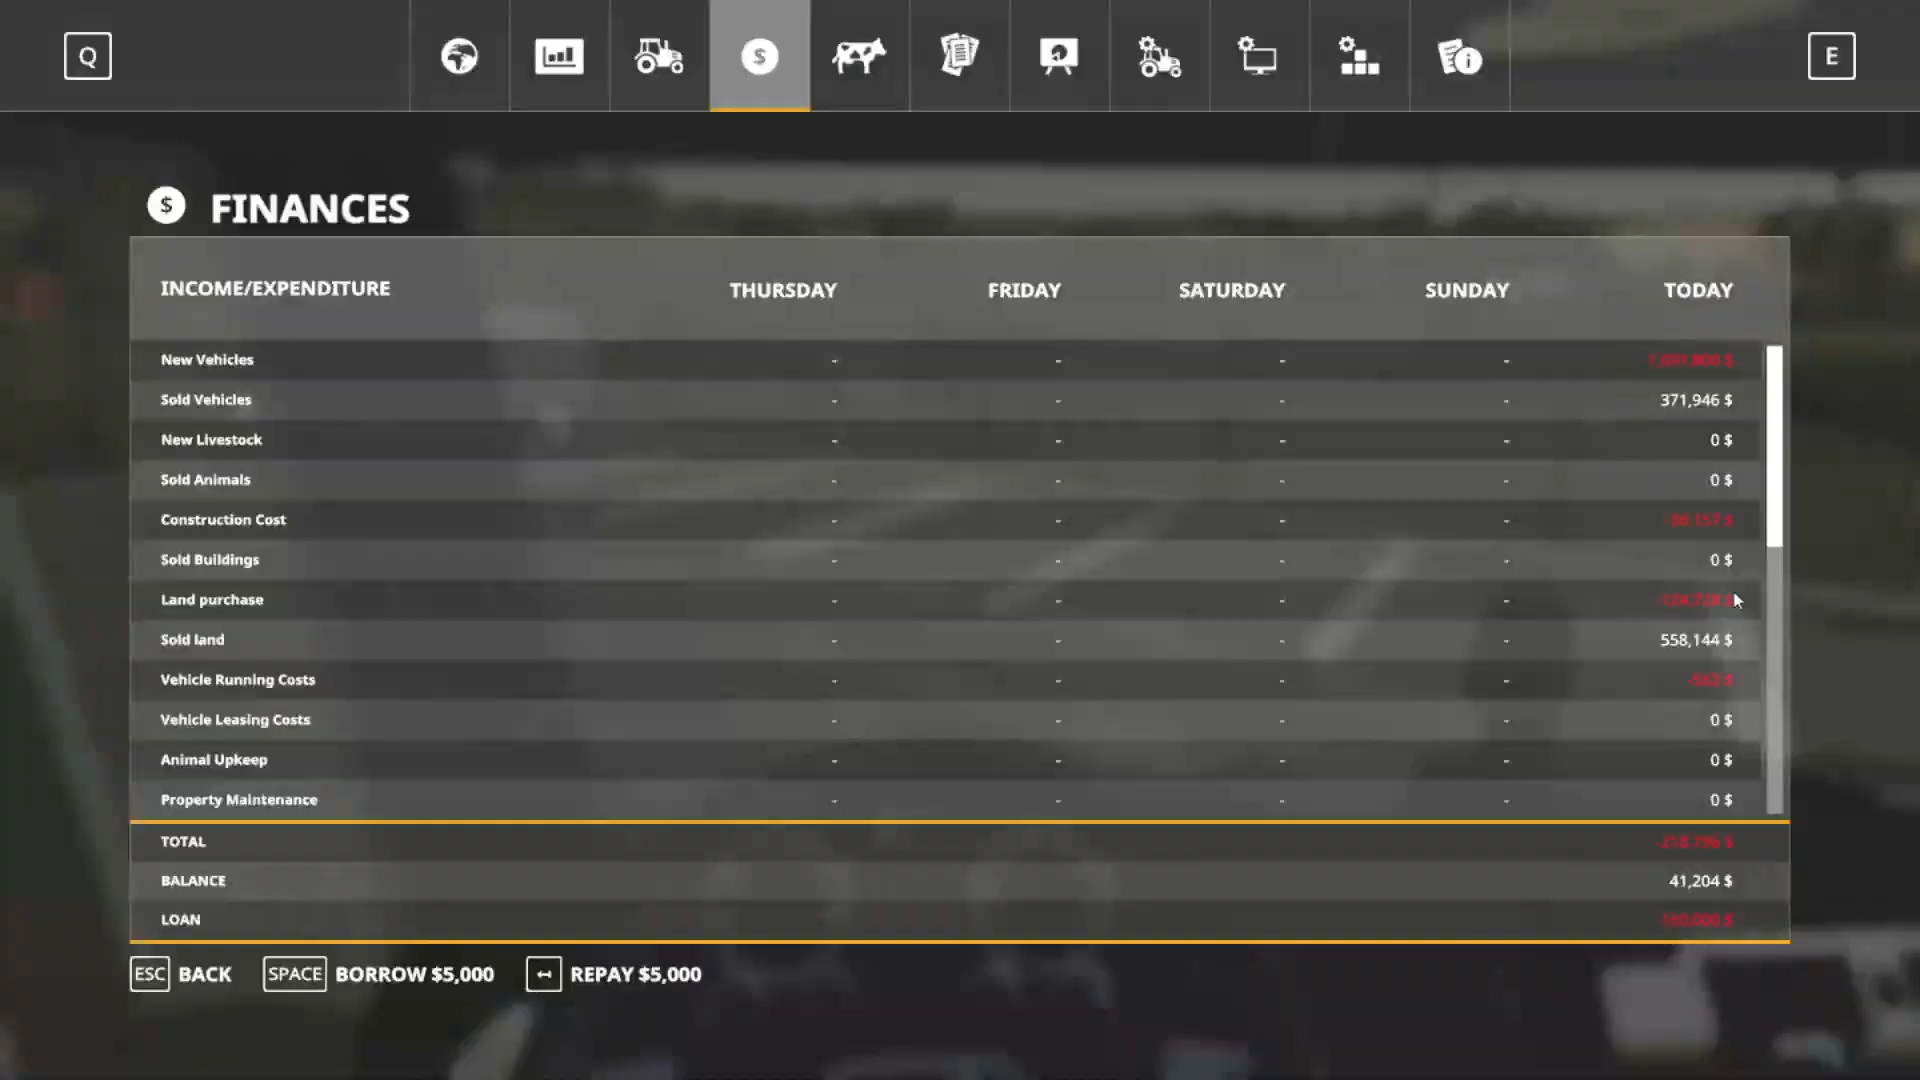 Q
$
E
$ FINANCES
INCOME/EXPENDITURE THURSDAY FRIDAY SATURDAY SUNDAY TODAY
New Vehicles - - - -
Sold Vehicles - - - - 371,946 $
New Livestock - - - - 0 $
Sold Animals - - - - 0 $
Construction Cost - - - -
Sold Buildings - - - - 0 $
Land purchase - - - -
Sold land - - - - 558,144 $
Vehicle Running Costs - - - -
Vehicle Leasing Costs - - - - 0 $
Animal Upkeep - - - - 0 $
Property Maintenance - - - - 0 $
TOTAL
BALANCE 41,204 $
LOAN
ESC BACK SPACE BORROW $5,000 ↔ REPAY $5,000